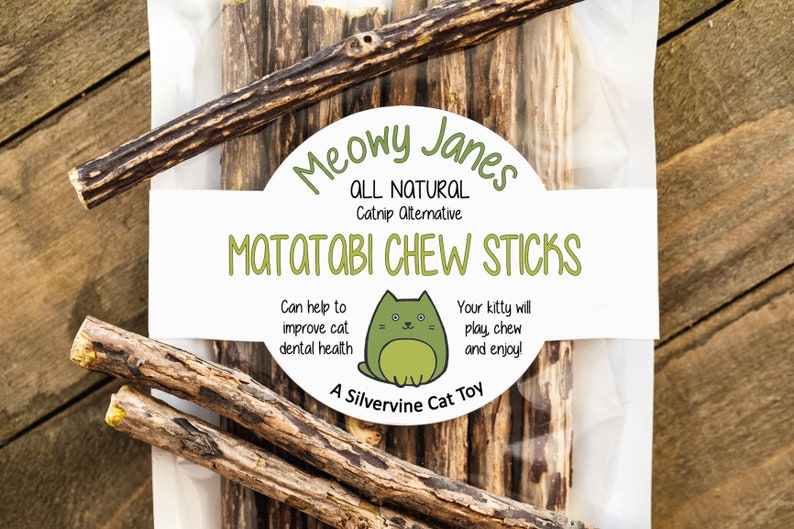 Meowy Janes
ALL NATURAL
Catnip Alternative
MATATABI CHEW STICKS
Can help to
improve cat
dental health
Your kitty will
play, chew
and enjoy!
A Silvervine Cat Toy